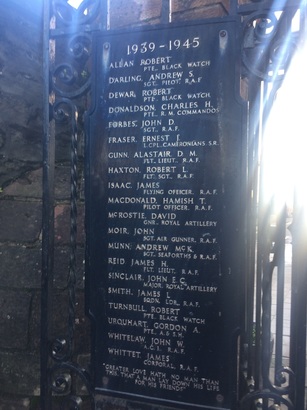 1939-1945
ALBAN ROBERT
PTE. BLACK WATCH
DARLING, ANDREW S.
SGT. PILOT, R.A.F
DEWAR, ROBERT
PTE. BLACK WATCH
DONALDSON, CHARLES H.
PTE. R.M. COMMANDOS
FORBES, JOHN D.
SGT., R.A.F.
FRASER, ERNEST J.
L.CPL. CAMERONIANS S.R.
GUNN, ALASTAIR D. M.
FLT. LIEUT., R.A.F.
HAXTON, ROBERT L.
FLT. SGT., R.A.F.
ISAAC, JAMES
FLYING OFFICER, R.A.F.
MACDONALD, HAMISH T.
PILOT OFFICER, R.A.F.
McROSTIE, DAVID
GNR. ROYAL ARTILLERY
MOIR, JOHN
SGT. AIR GUNNER, R.A.F.
MUNN, ANDREW McK.
SGT. SEAFORTHS & R.A.F.
REID, JAMES H.
FLT. LIEUT. R.A.F.
SINCLAIR, JOHN E.C.
MAJOR. ROYAL ARTILLERY
SMITH, JAMES L.
SQDN. LDR., R.A.F.
TURNBULL, ROBERT
PTE. BLACK WATCH
URQUHART, GORDON A.
PTE. A & S.H.
WHITELAW, JOHN W.
A.C.1., R.A.F.
WHITTET, JAMES
CORPORAL, R.A.F.
"GREATER LOVE HATH NO MAN THAN
THIS, THAT A MAN LAY DOWN HIS LIFE
FOR HIS FRIENDS"